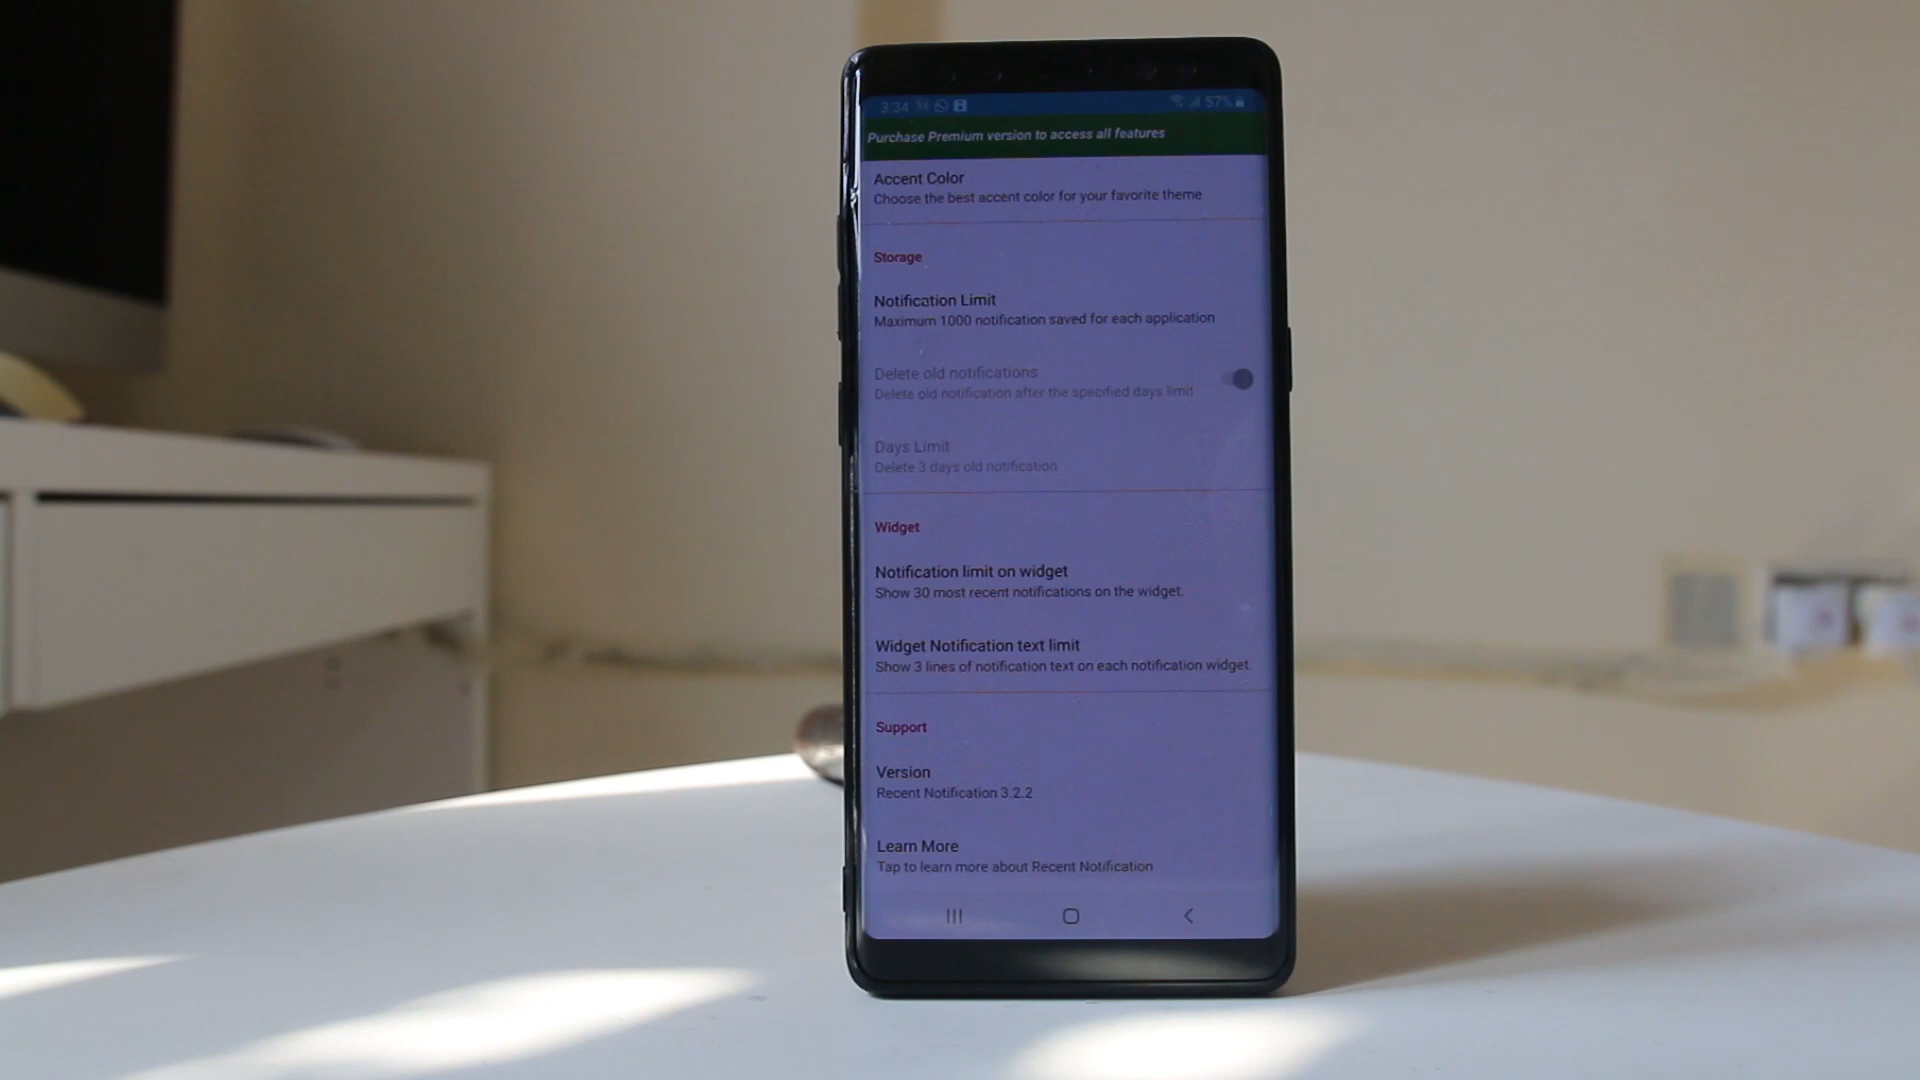 3:34 57%
Purchase Premium version to access all features
Accent Color
Choose the best accent color for your favorite theme
Storage
Notification Limit
Maximum 1000 notification saved for each application
Delete old notifications
Delete old notification after the specified days limit
Days Limit
Delete 3 days old notification
Widget
Notification limit on widget
Show 30 most recent notifications on the widget.
Widget Notification text limit
Show 3 lines of notification text on each notification widget.
Support
Version
Recent Notification 3.2.2
Learn More
Tap to learn more about Recent Notification